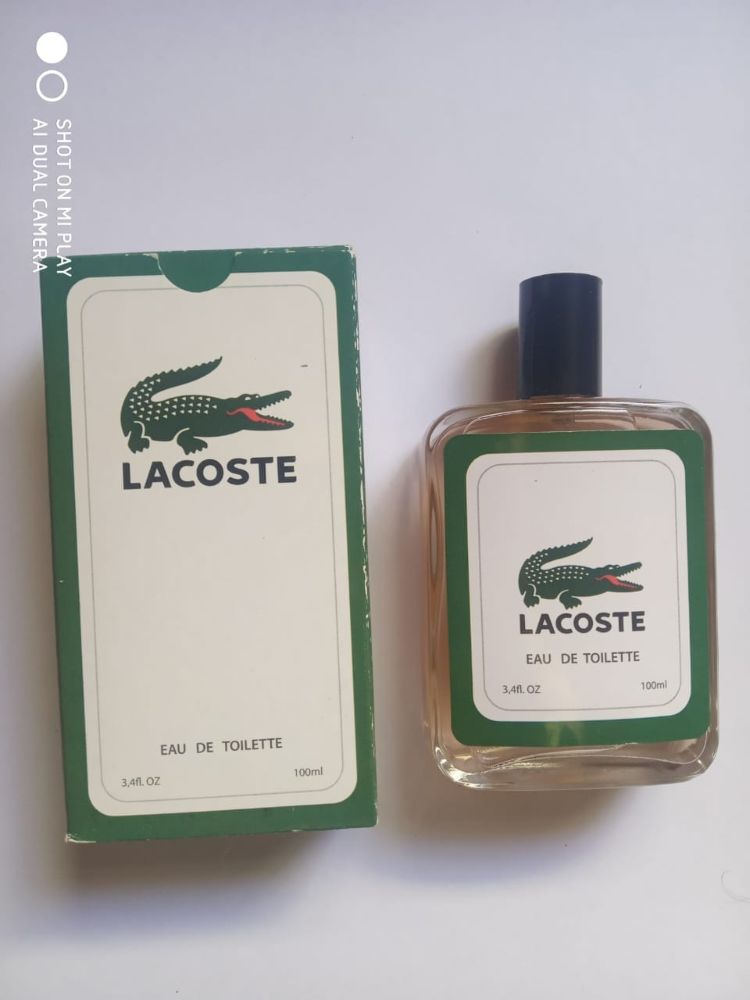 SHOT ON MI PLAY
AI DUAL CAMERA
LACOSTE
EAU DE TOILETTE
3,4fl. OZ
100ml
LACOSTE
EAU DE TOILETTE
3,4fl. OZ
100ml